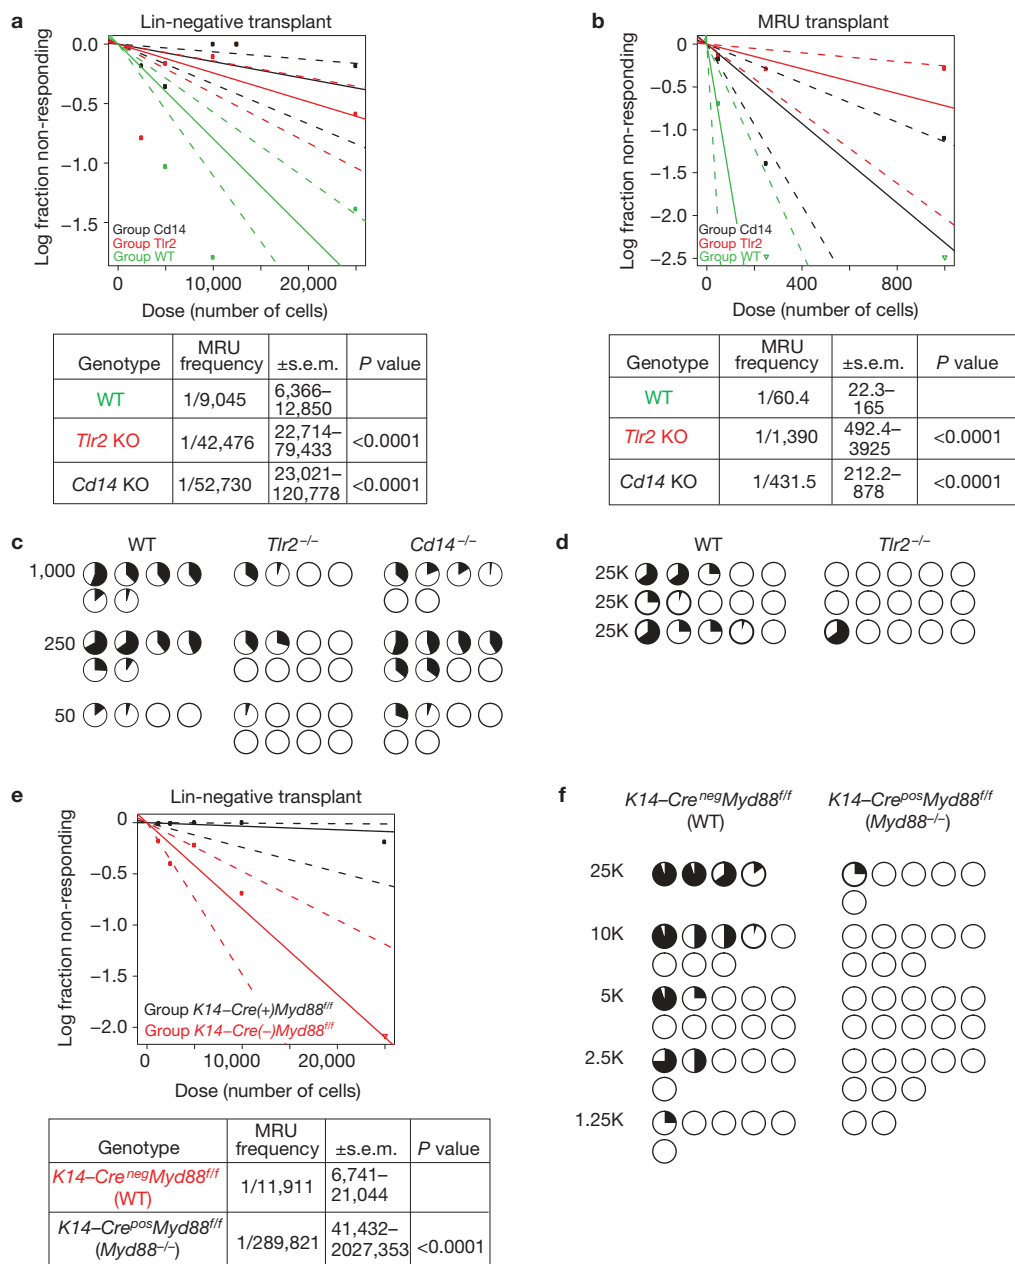 a
Lin-negative transplant
0.0
−0.5
−1.0
−1.5
Log fraction non-responding
Group Cd14
Group Tlr2
Group WT
0 10,000 20,000
Dose (number of cells)
Genotype MRU frequency ±s.e.m. P value
WT 1/9,045 6,366–12,850
Tlr2 KO 1/42,476 22,714–79,433 <0.0001
Cd14 KO 1/52,730 23,021–120,778 <0.0001
b
MRU transplant
0
−0.5
−1.0
−1.5
−2.0
−2.5
Log fraction non-responding
Group Cd14
Group Tlr2
Group WT
0 400 800
Dose (number of cells)
Genotype MRU frequency ±s.e.m. P value
WT 1/60.4 22.3–165
Tlr2 KO 1/1,390 492.4–3925 <0.0001
Cd14 KO 1/431.5 212.2–878 <0.0001
c
WT Tlr2−/− Cd14−/−
1,000
250
50
d
WT Tlr2−/−
25K
25K
25K
e
Lin-negative transplant
0
−0.5
−1.0
−1.5
−2.0
Log fraction non-responding
Group K14–Cre(+)Myd88f/f
Group K14–Cre(–)Myd88f/f
0 10,000 20,000
Dose (number of cells)
Genotype MRU frequency ±s.e.m. P value
K14–CrenegMyd88f/f (WT) 1/11,911 6,741–21,044
K14–CreposMyd88f/f (Myd88−/−) 1/289,821 41,432–2027,353 <0.0001
f
K14–CrenegMyd88f/f (WT) K14–CreposMyd88f/f (Myd88−/−)
25K
10K
5K
2.5K
1.25K